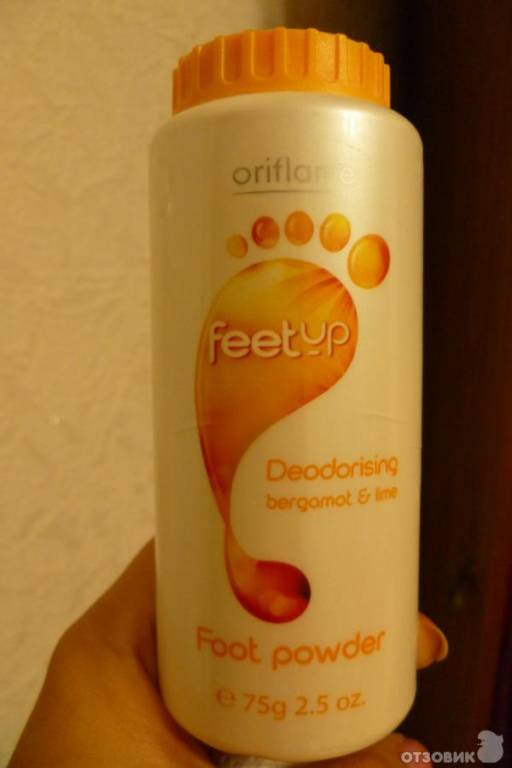 oriflame
feetup
Deodorising
bergamot & lime
Foot powder
℮ 75g 2.5 oz.
ОТЗОВИК